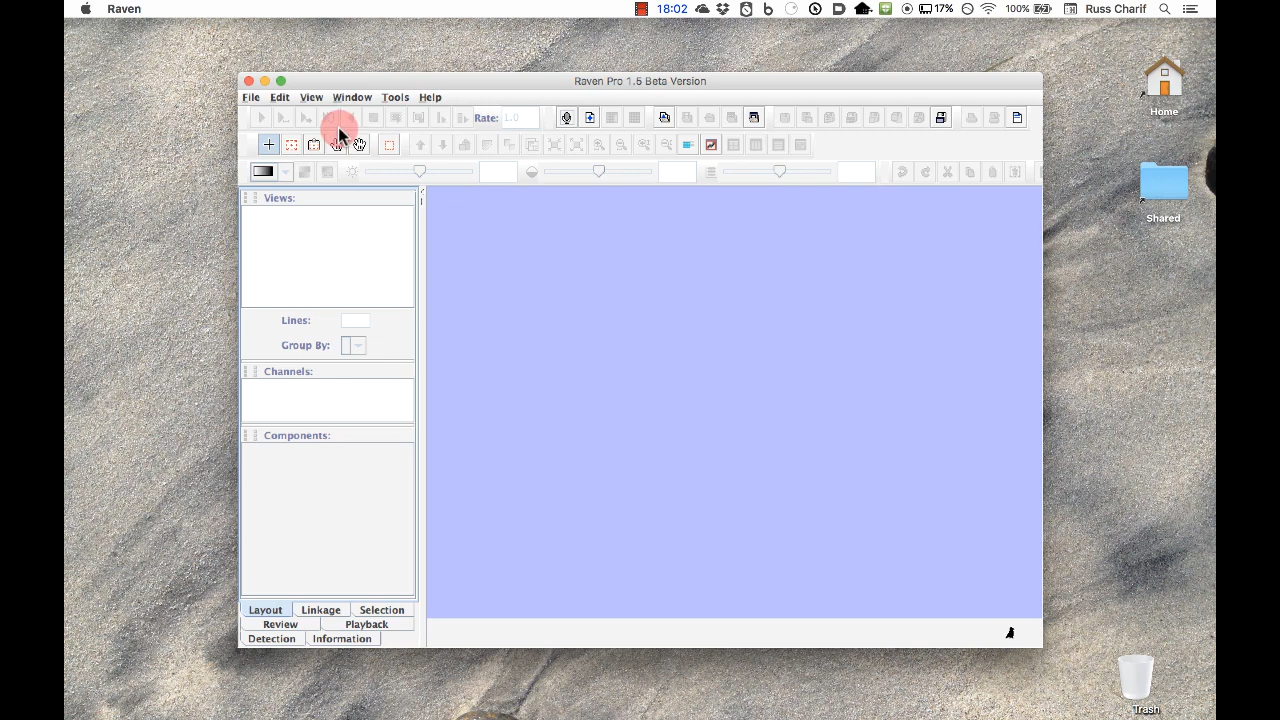 Raven
18:02
17%
100%
Russ Charif
Raven Pro 1.5 Beta Version
File Edit View Window Tools Help
Rate: 1.0
Home
Views:
Shared
Lines:
Group By:
Channels:
Components:
Layout Linkage Selection
Review Playback
Detection Information
Trash